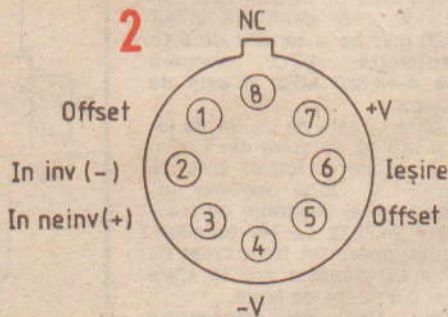 2
NC
8
Offset 1 7 +V
In inv (-) 2 6 Ieșire
In neinv(+) 3 5 Offset
4
-V